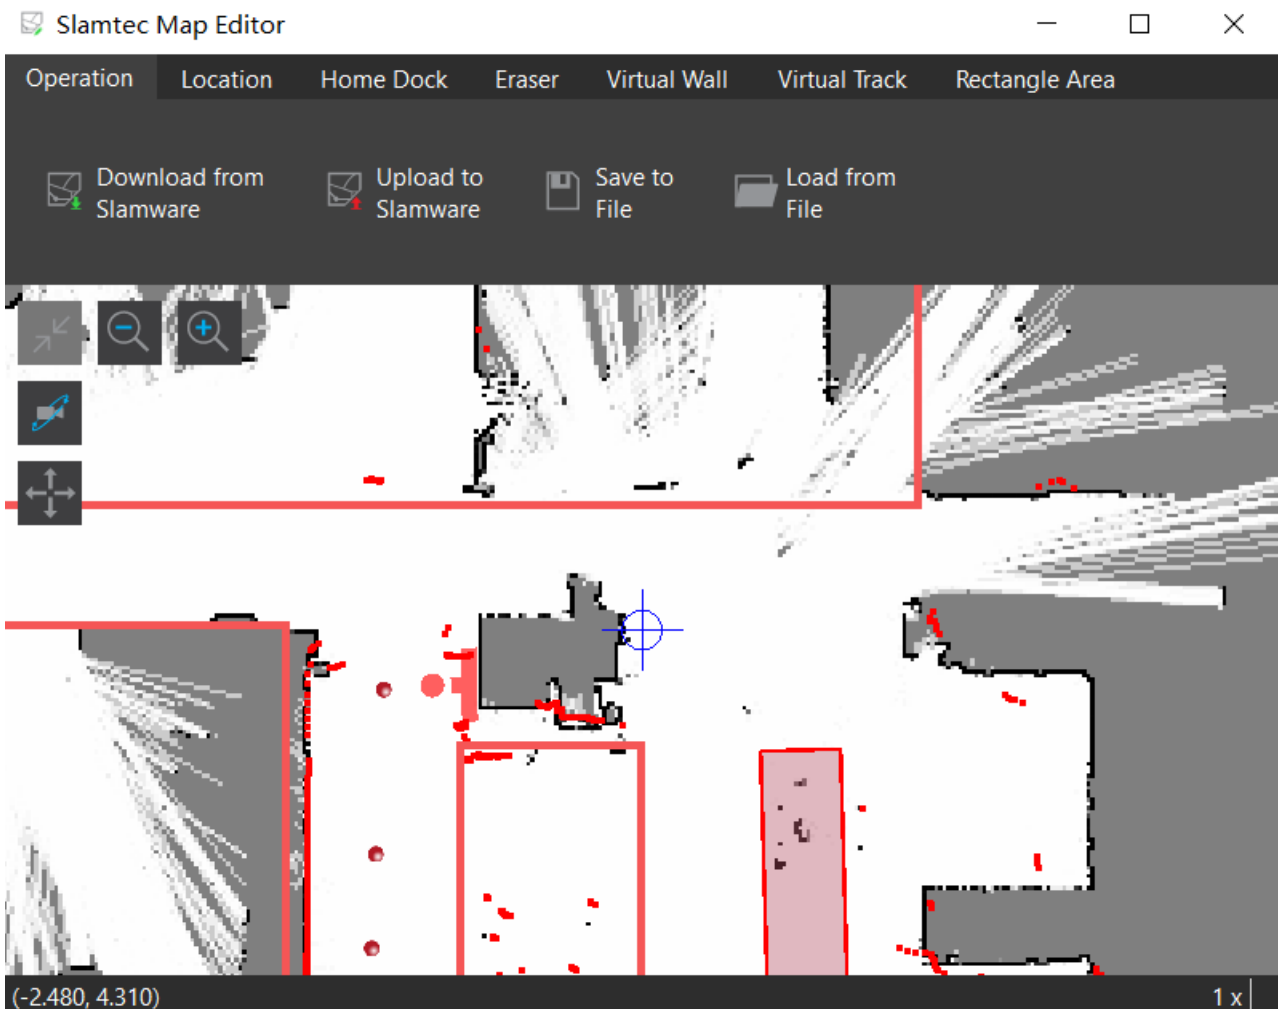 Slamtec Map Editor
Operation Location Home Dock Eraser Virtual Wall Virtual Track Rectangle Area
Download from Slamware
Upload to Slamware
Save to File
Load from File
(-2.480, 4.310)
1 x